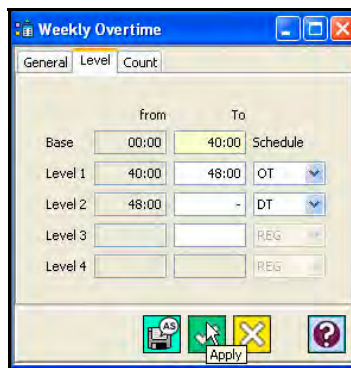 Weekly Overtime
General Level Count
from To
Base 00:00 40:00 Schedule
Level 1 40:00 48:00 OT
Level 2 48:00 - DT
Level 3 REG
Level 4 REG
AS
Apply